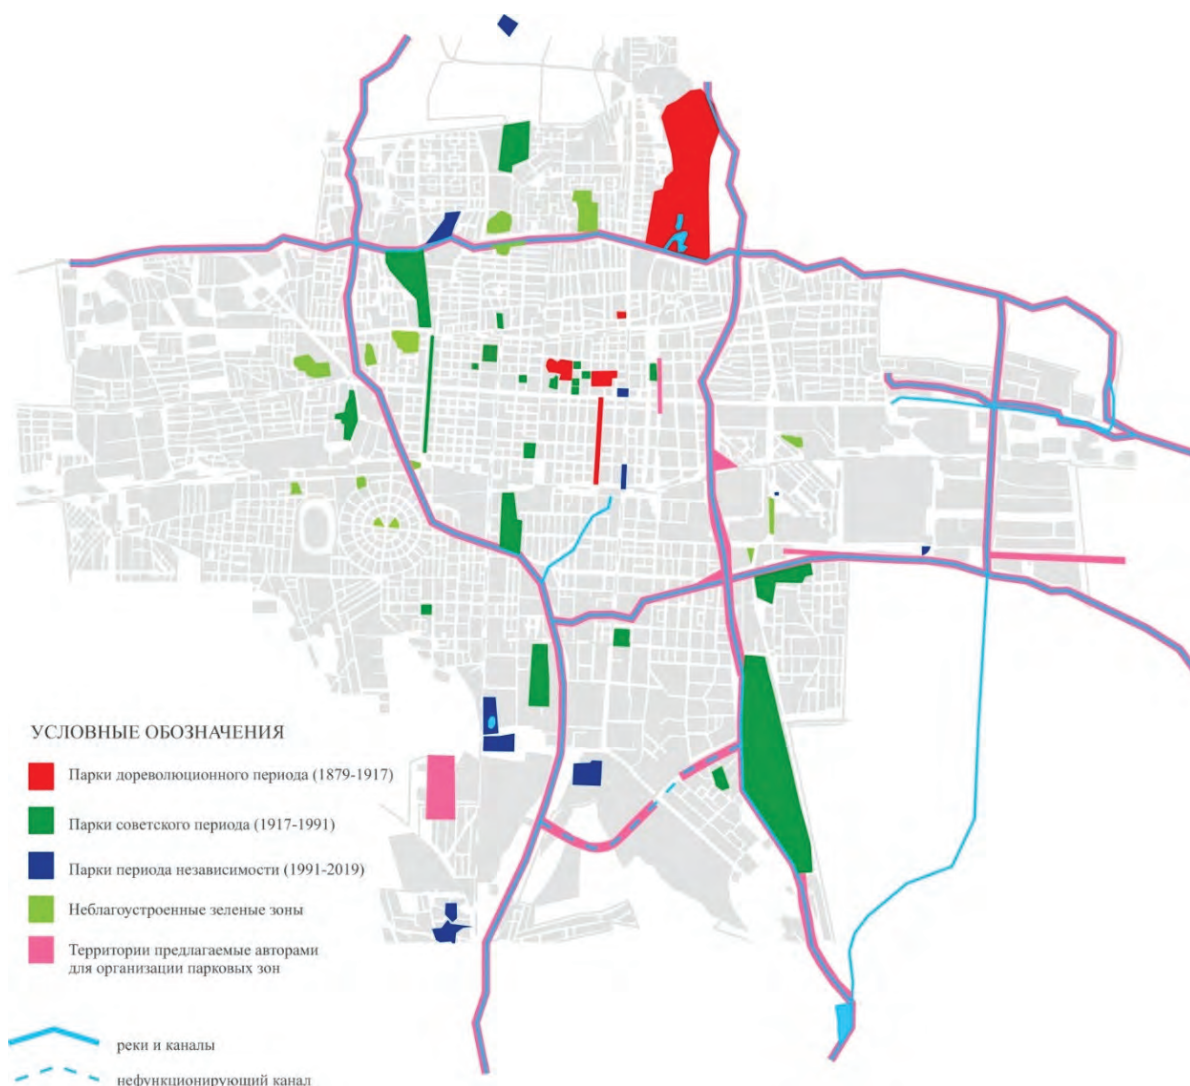 УСЛОВНЫЕ ОБОЗНАЧЕНИЯ
Парки дореволюционного периода (1879-1917)
Парки советского периода (1917-1991)
Парки периода независимости (1991-2019)
Неблагоустроенные зеленые зоны
Территории предлагаемые авторами
для организации парковых зон
реки и каналы
нефункционирующий канал